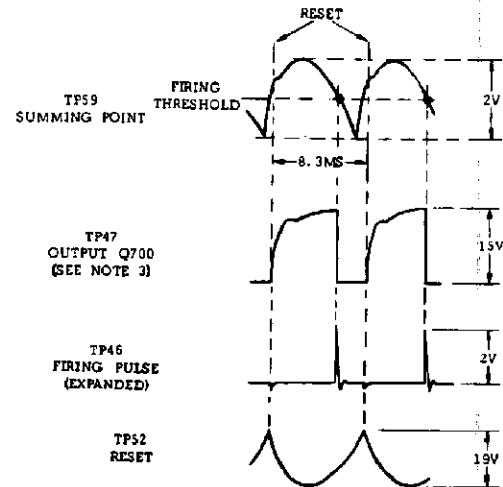 RESET
TP59
SUMMING POINT
FIRING
THRESHOLD
2V
8.3MS
TP47
OUTPUT Q700
(SEE NOTE 3)
15V
TP46
FIRING PULSE
(EXPANDED)
2V
TP52
RESET
19V